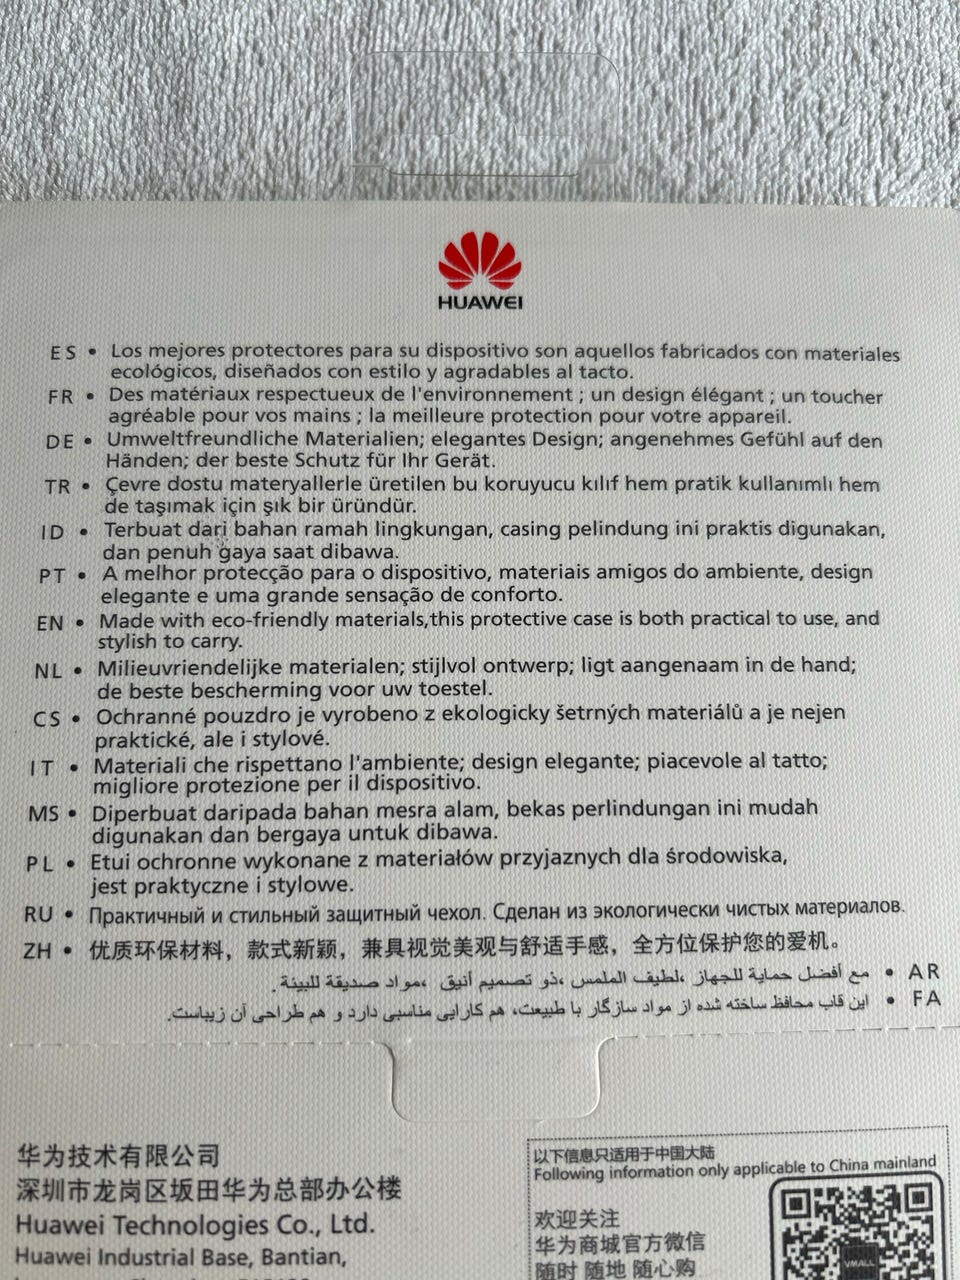 HUAWEI
ES • Los mejores protectores para su dispositivo son aquellos fabricados con materiales
ecológicos, diseñados con estilo y agradables al tacto.
FR • Des matériaux respectueux de l'environnement ; un design élégant ; un toucher
agréable pour vos mains ; la meilleure protection pour votre appareil.
DE • Umweltfreundliche Materialien; elegantes Design; angenehmes Gefühl auf den
Händen; der beste Schutz für Ihr Gerät.
TR • Çevre dostu materyallerle üretilen bu koruyucu kılıf hem pratik kullanımlı hem
de taşımak için şık bir üründür.
ID • Terbuat dari bahan ramah lingkungan, casing pelindung ini praktis digunakan,
dan penuh gaya saat dibawa.
PT • A melhor protecção para o dispositivo, materiais amigos do ambiente, design
elegante e uma grande sensação de conforto.
EN • Made with eco-friendly materials,this protective case is both practical to use, and
stylish to carry.
NL • Milieuvriendelijke materialen; stijlvol ontwerp; ligt aangenaam in de hand;
de beste bescherming voor uw toestel.
CS • Ochranné pouzdro je vyrobeno z ekologicky šetrných materiálů a je nejen
praktické, ale i stylové.
IT • Materiali che rispettano l'ambiente; design elegante; piacevole al tatto;
migliore protezione per il dispositivo.
MS • Diperbuat daripada bahan mesra alam, bekas perlindungan ini mudah
digunakan dan bergaya untuk dibawa.
PL • Etui ochronne wykonane z materiałów przyjaznych dla środowiska,
jest praktyczne i stylowe.
RU • Практичный и стильный защитный чехол. Сделан из экологически чистых материалов.
ZH • 优质环保材料，款式新颖，兼具视觉美观与舒适手感，全方位保护您的爱机。
AR • مع أفضل حماية للجهاز ،لطيف الملمس ،ذو تصميم أنيق ،مواد صديقة للبيئة.
FA • این قاب محافظ ساخته شده از مواد سازگار با طبیعت، هم کارایی مناسبی دارد و هم طراحی آن زیباست.
华为技术有限公司
深圳市龙岗区坂田华为总部办公楼
Huawei Technologies Co., Ltd.
Huawei Industrial Base, Bantian,
以下信息只适用于中国大陆
Following information only applicable to China mainland
欢迎关注
华为商城官方微信
随时 随地 随心购
VMALL